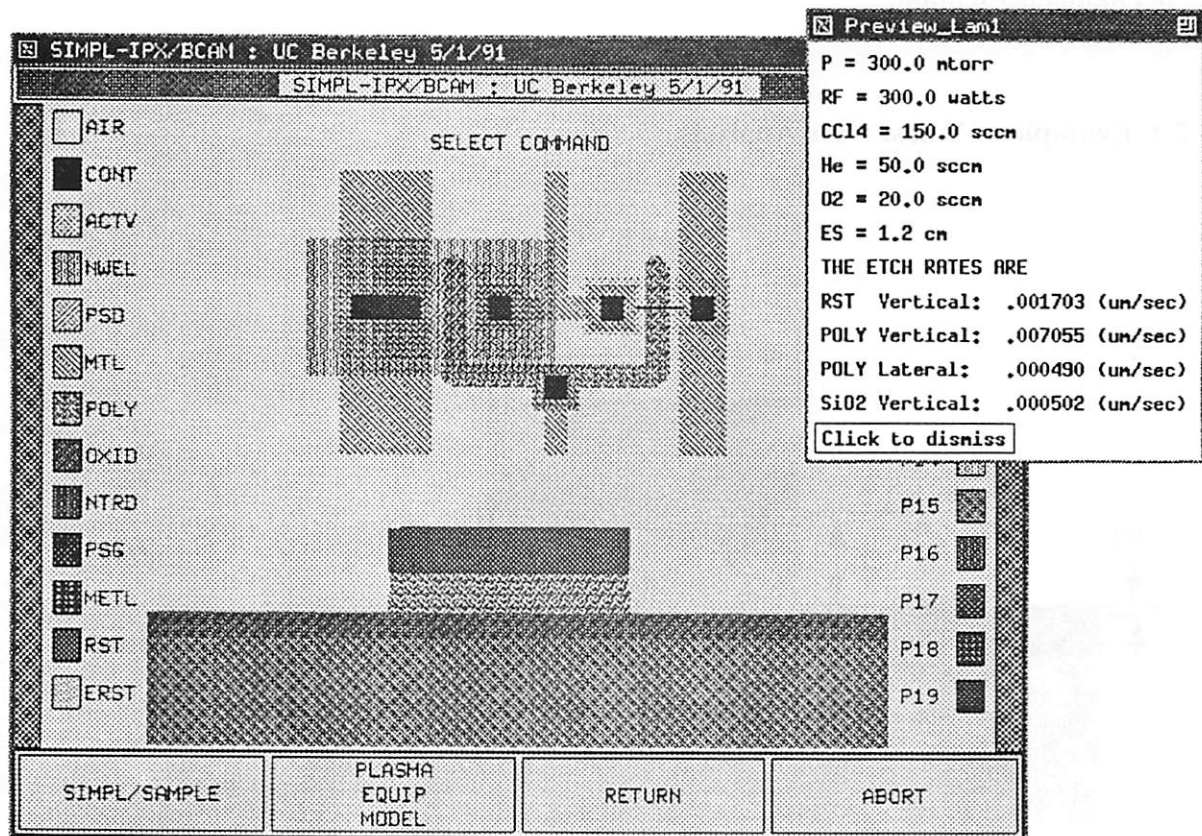 SIMPL-IPX/BCAM : UC Berkeley 5/1/91
SIMPL-IPX/BCAM : UC Berkeley 5/1/91
SELECT COMMAND
AIR
CONT
ACTV
NWEL
PSD
MTL
POLY
OXID
NTRD
PSG
METL
RST
ERST
Preview_Lam1
P = 300.0 mtorr
RF = 300.0 watts
CCl4 = 150.0 sccm
He = 50.0 sccm
O2 = 20.0 sccm
ES = 1.2 cm
THE ETCH RATES ARE
RST Vertical: .001703 (um/sec)
POLY Vertical: .007055 (um/sec)
POLY Lateral: .000490 (um/sec)
SiO2 Vertical: .000502 (um/sec)
Click to dismiss
P15
P16
P17
P18
P19
SIMPL/SAMPLE
PLASMA
EQUIP
MODEL
RETURN
ABORT